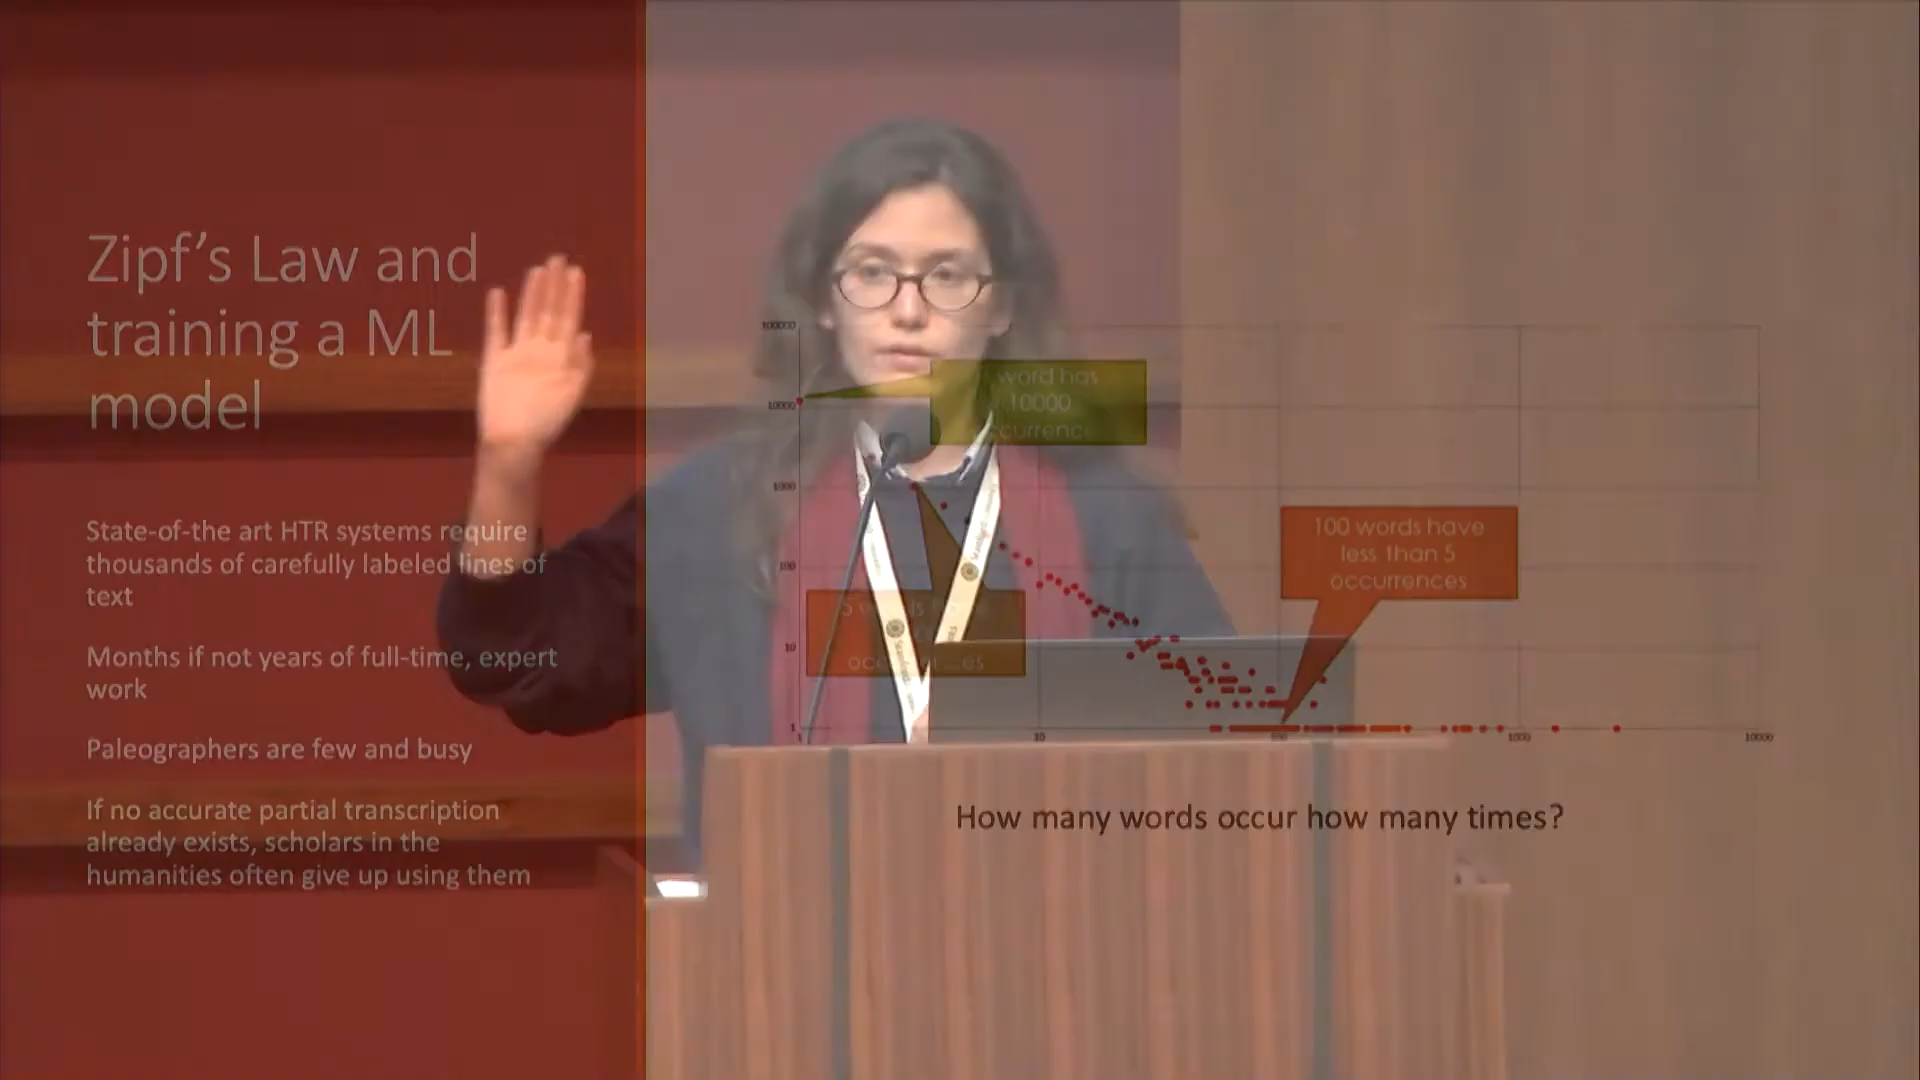 Zipf's Law and
training a ML
model
State-of-the art HTR systems require
thousands of carefully labeled lines of
text
Months if not years of full-time, expert
work
Paleographers are few and busy
If no accurate partial transcription
already exists, scholars in the
humanities often give up using them
100000
10000
1000
100
10
1
word has
10000
100 words have
less than 5
occurrences
10
1000
10000
How many words occur how many times?